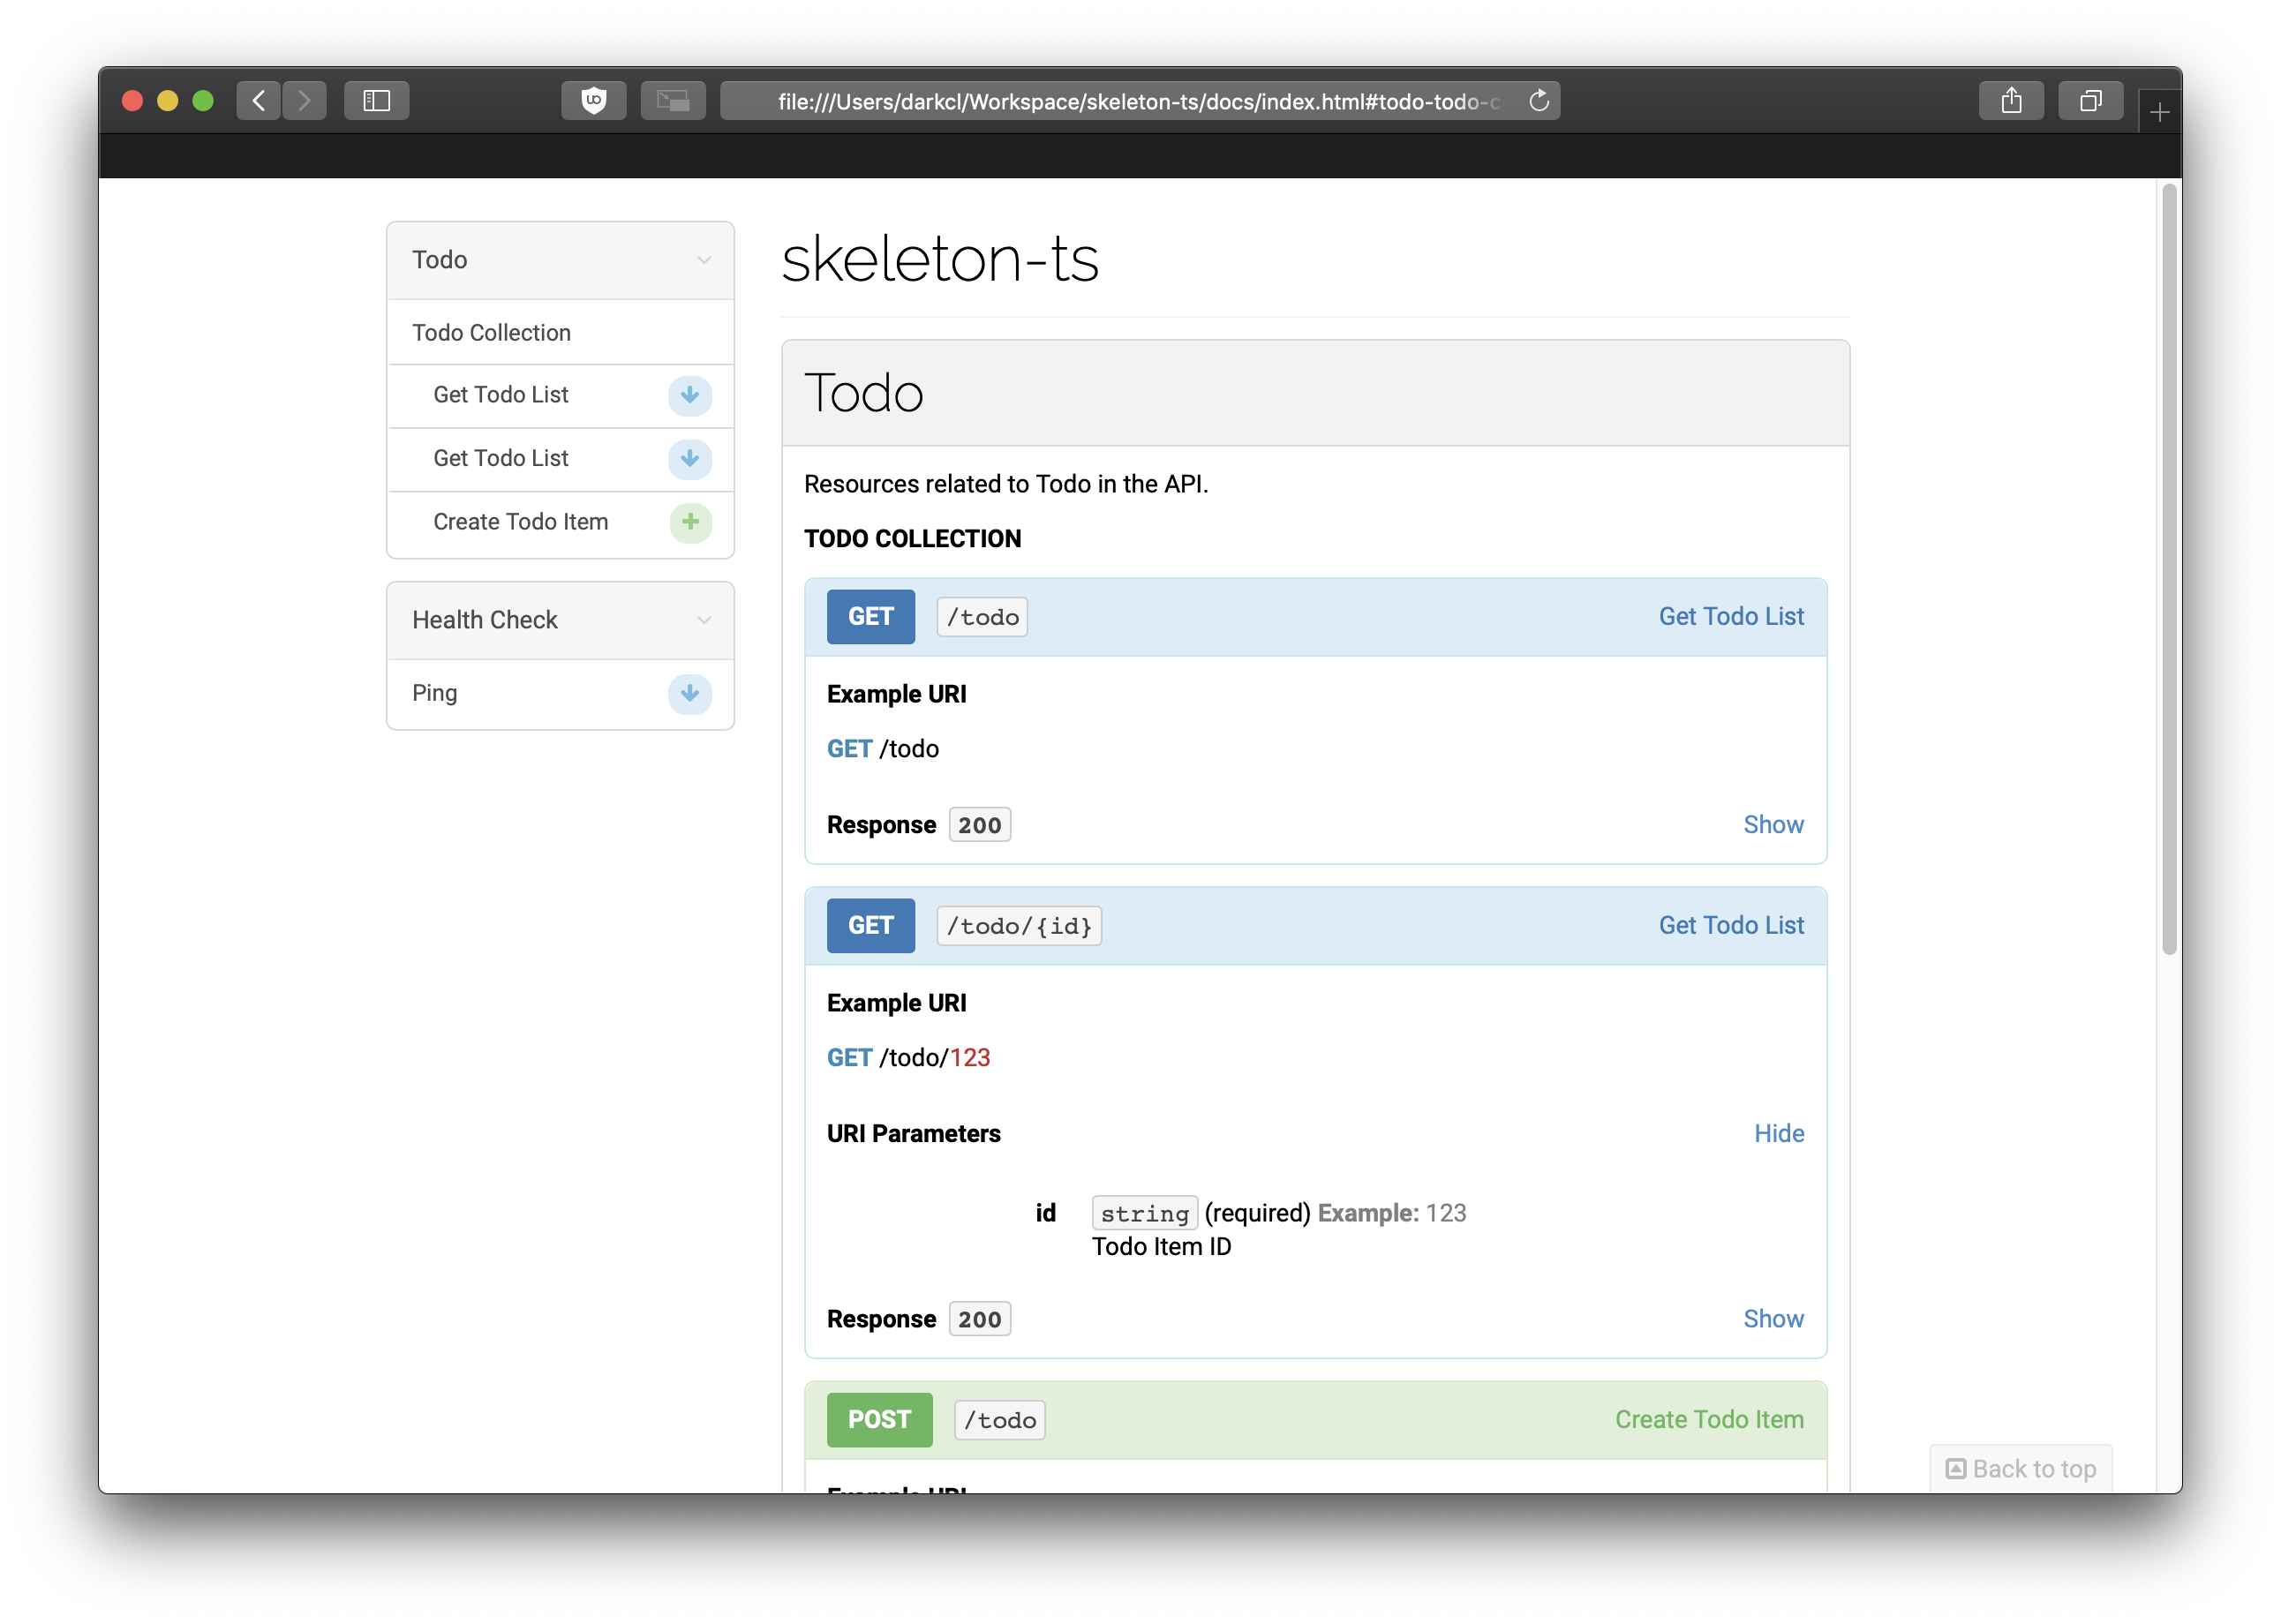 file:///Users/darkcl/Workspace/skeleton-ts/docs/index.html#todo-todo-c
Todo
Todo Collection
Get Todo List
Get Todo List
Create Todo Item
Health Check
Ping
skeleton-ts
Todo
Resources related to Todo in the API.
TODO COLLECTION
GET /todo Get Todo List
Example URI
GET /todo
Response 200 Show
GET /todo/{id} Get Todo List
Example URI
GET /todo/123
URI Parameters Hide
id string (required) Example: 123
Todo Item ID
Response 200 Show
POST /todo Create Todo Item
Example URI
Back to top